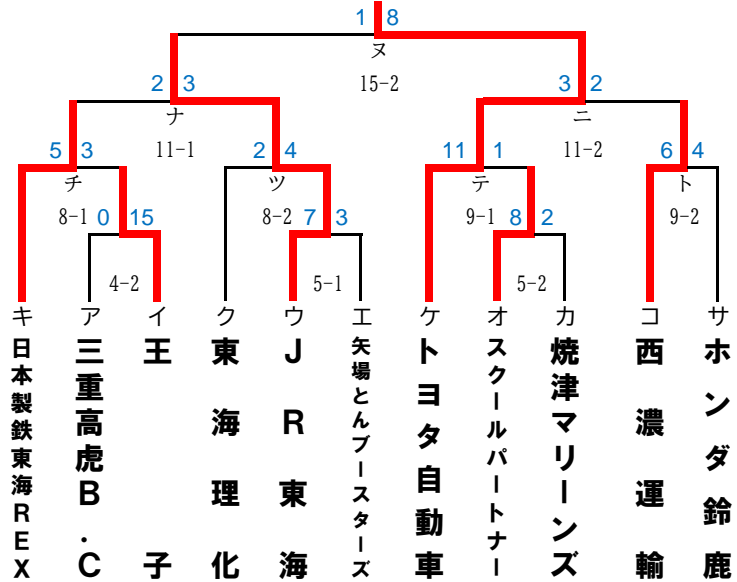 1 8
ヌ
15-2
2 3
ナ
11-1
3 2
ニ
11-2
5 3
チ
8-1
2 4
ツ
8-2
11 1
テ
9-1
6 4
ト
9-2
0 15
4-2
7 3
5-1
8 2
5-2
キ ア イ ク ウ エ ケ オ カ コ サ
日本製鉄東海REX
三重高虎B.C
王子
東海理化
JR東海
矢場とんブースターズ
トヨタ自動車
スクールパートナー
焼津マリーンズ
西濃運輸
ホンダ鈴鹿